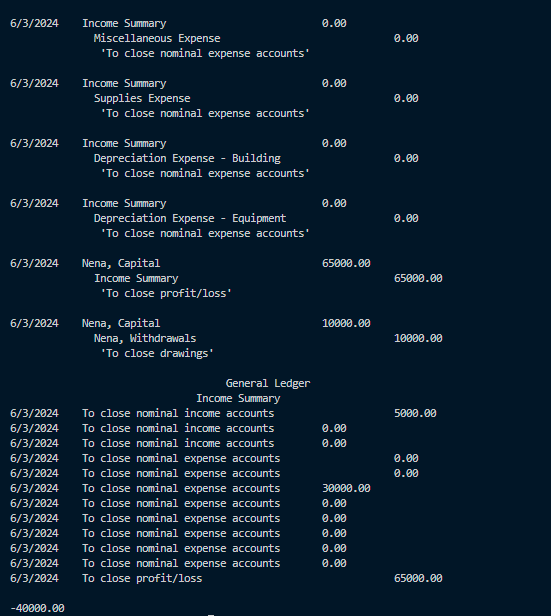 6/3/2024 Income Summary 0.00
Miscellaneous Expense 0.00
'To close nominal expense accounts'
6/3/2024 Income Summary 0.00
Supplies Expense 0.00
'To close nominal expense accounts'
6/3/2024 Income Summary 0.00
Depreciation Expense - Building 0.00
'To close nominal expense accounts'
6/3/2024 Income Summary 0.00
Depreciation Expense - Equipment 0.00
'To close nominal expense accounts'
6/3/2024 Nena, Capital 65000.00
Income Summary 65000.00
'To close profit/loss'
6/3/2024 Nena, Capital 10000.00
Nena, Withdrawals 10000.00
'To close drawings'
General Ledger
Income Summary
6/3/2024 To close nominal income accounts 5000.00
6/3/2024 To close nominal income accounts 0.00
6/3/2024 To close nominal income accounts 0.00
6/3/2024 To close nominal expense accounts 0.00
6/3/2024 To close nominal expense accounts 0.00
6/3/2024 To close nominal expense accounts 30000.00
6/3/2024 To close nominal expense accounts 0.00
6/3/2024 To close nominal expense accounts 0.00
6/3/2024 To close nominal expense accounts 0.00
6/3/2024 To close nominal expense accounts 0.00
6/3/2024 To close nominal expense accounts 0.00
6/3/2024 To close profit/loss 65000.00
-40000.00